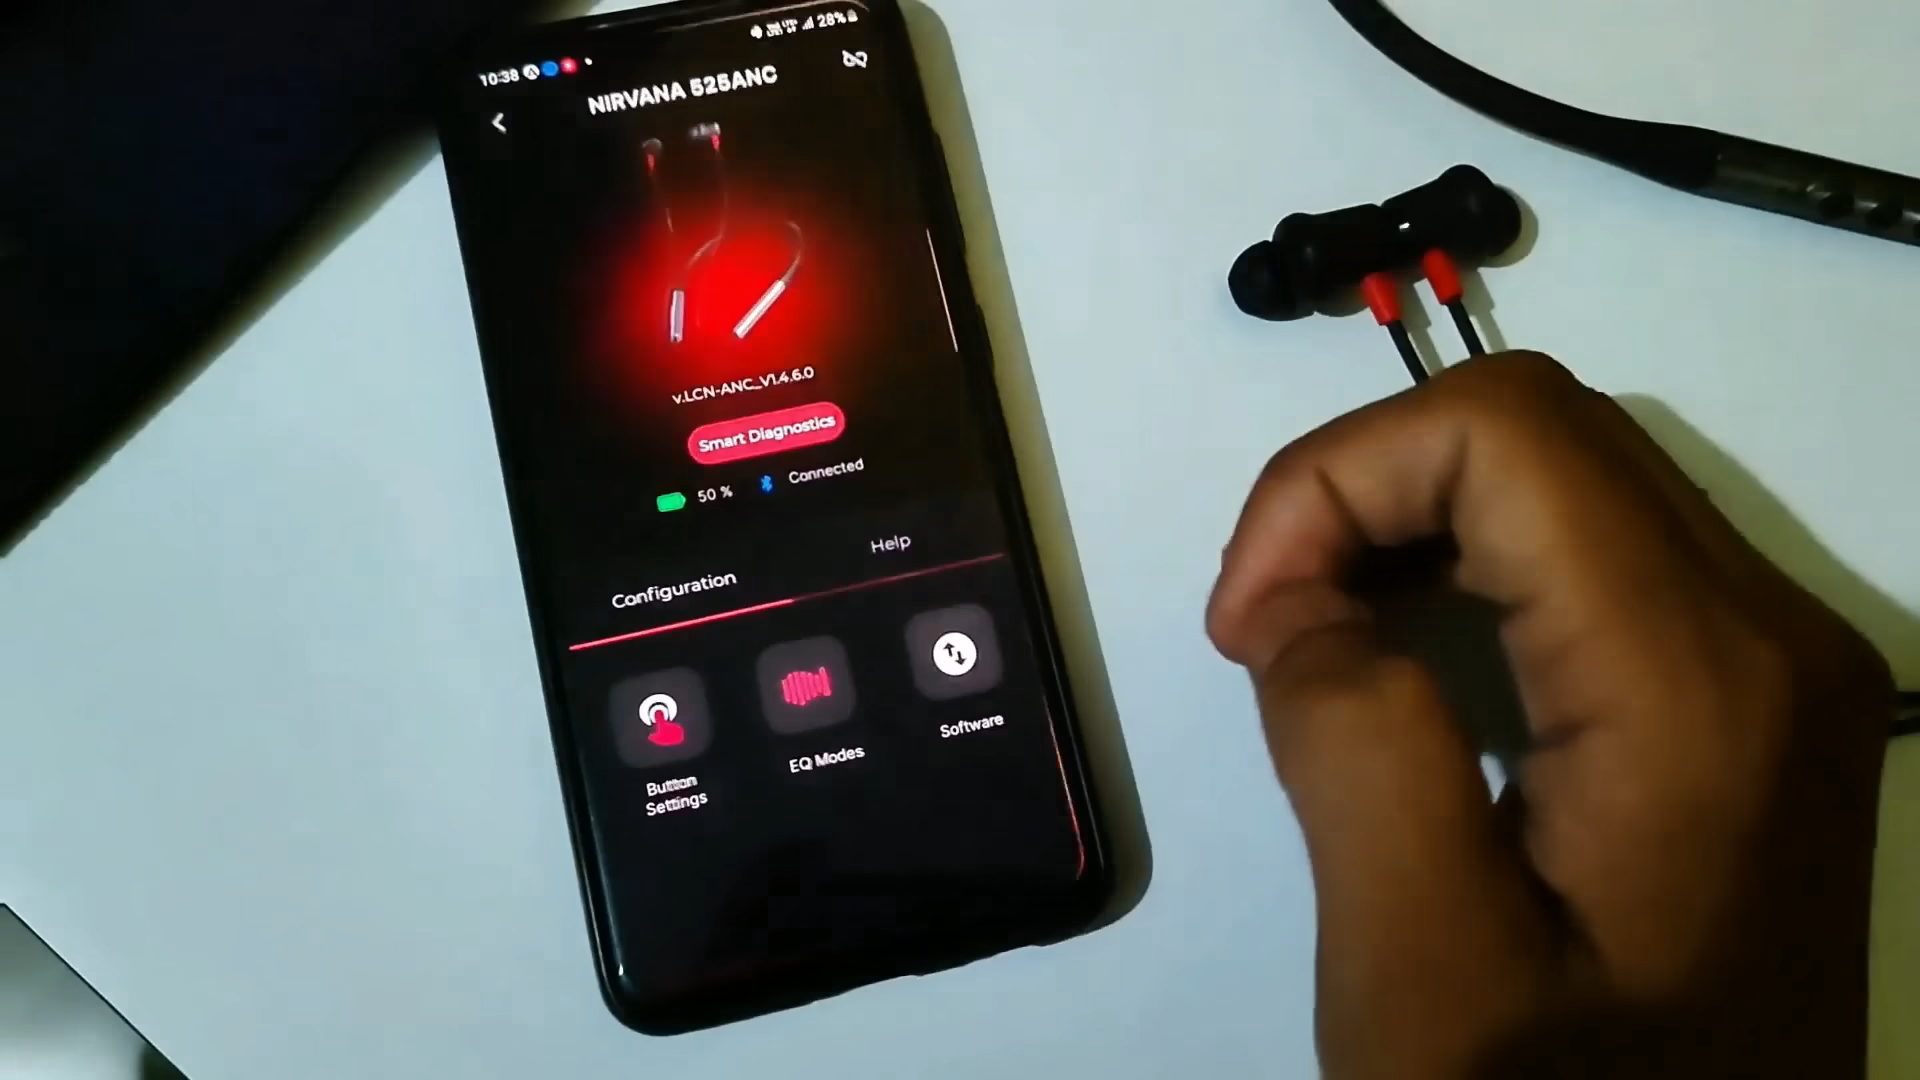 10:38
28%
NIRVANA 525ANC
v.LCN-ANC_V1.4.6.0
Smart Diagnostics
50 %
Connected
Configuration
Help
Button
Settings
EQ Modes
Software